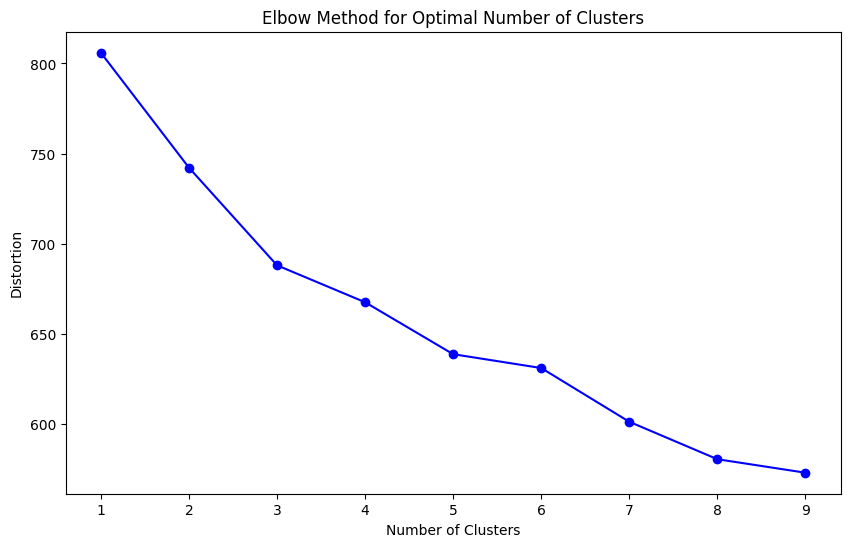 Elbow Method for Optimal Number of Clusters
800
750
700
650
600
Distortion
1 2 3 4 5 6 7 8 9
Number of Clusters